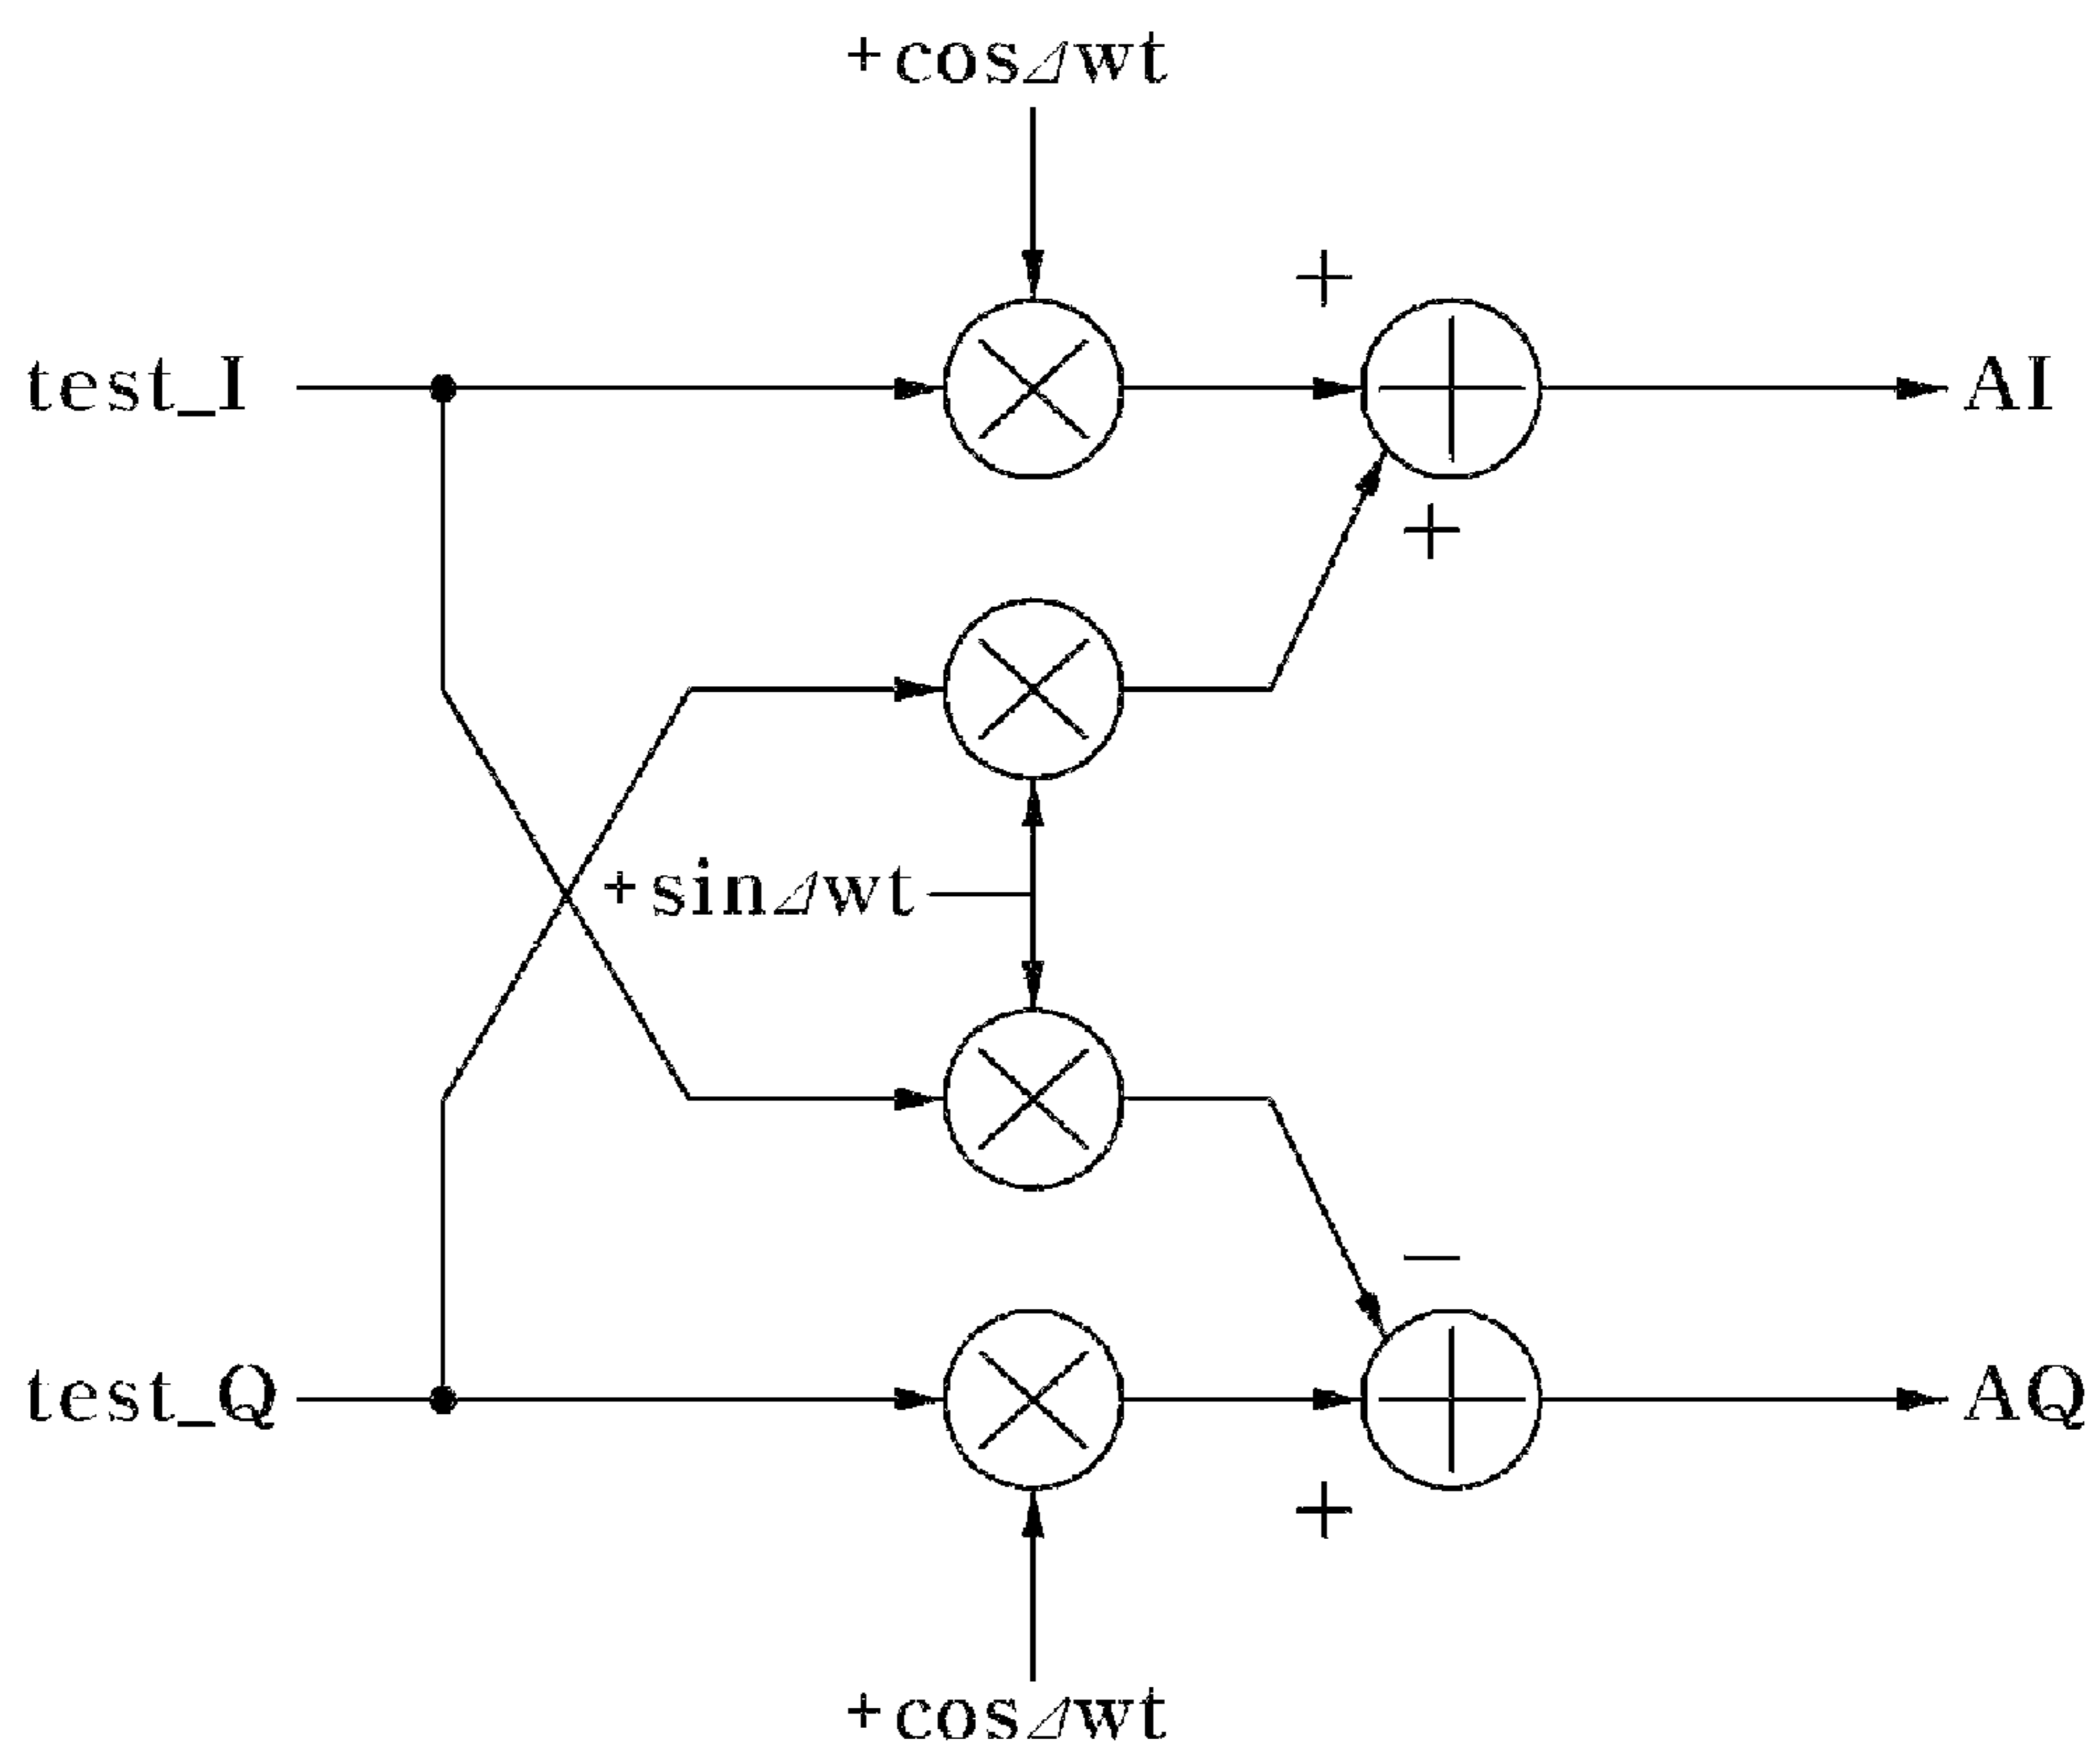 +cos⊿wt
+
test_I
AI
+
+sin⊿wt
−
test_Q
AQ
+
+cos⊿wt